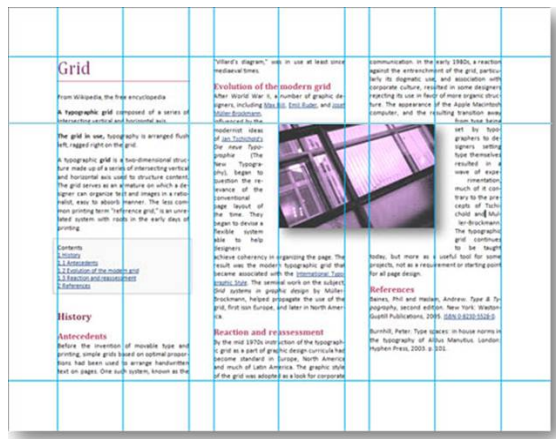 Grid
From Wikipedia, the free encyclopedia
A typographic grid composed of a series of
intersecting vertical and horizontal axis.
The grid in use, typography is arranged flush
left, ragged right on the grid.
A typographic grid is a two-dimensional struc-
ture made up of a series of intersecting vertical
and horizontal axis used to structure content.
The grid serves as an armature on which a de-
signer can organize text and images in a ratio-
nalist, easy to absorb manner. The less com-
mon printing term "reference grid," is an unre-
lated system with roots in the early days of
printing.
Contents
1 History
1.1 Antecedents
1.2 Evolution of the modern grid
1.3 Reaction and reassessment
2 References
History
Antecedents
Before the invention of movable type and
printing, simple grids based on optimal propor-
tions had been used to arrange handwritten
text on pages. One such system, known as the
"Villard's diagram," was in use at least since
mediaeval times.
Evolution of the modern grid
After World War II, a number of graphic de-
signers, including Max Bill, Emil Ruder, and Josef
Müller-Brockmann,
influenced by the
modernist ideas
of Jan Tschichold's
Die neue Typo-
graphie (The
New Typogra-
phy), began to
question the re-
levance of the
conventional
page layout of
the time. They
began to devise a
flexible system
able to help
designers
achieve coherency in organizing the page. The
result was the modern typographic grid that
became associated with the International Typo-
graphic Style. The seminal work on the subject,
Grid systems in graphic design by Müller-
Brockmann, helped propagate the use of the
grid, first in Europe, and later in North Ameri-
ca.
Reaction and reassessment
By the mid 1970s instruction of the typograph-
ic grid as a part of graphic design curricula had
become standard in Europe, North America
and much of Latin America. The graphic style
of the grid was adopted as a look for corporate
communication. In the early 1980s, a reaction
against the entrenchment of the grid, particu-
larly its dogmatic use, and association with
corporate culture, resulted in some designers
rejecting its use in favor of more organic struc-
ture. The appearance of the Apple Macintosh
computer, and the resulting transition away
from type being
set by typo-
graphers to de-
signers setting
type themselves
resulted in a
wave of expe-
rimentation,
much of it con-
trary to the pre-
cepts of Tschi-
chold and Mül-
ler-Brockmann.
The typographic
grid continues
to be taught
today, but more as a useful tool for some
projects, not as a requirement or starting point
for all page design.
References
Baines, Phil and Haslam, Andrew. Type & Ty-
pography, second edition. New York: Watson-
Guptill Publications, 2005. ISBN 0-8230-5528-0.
Burnhill, Peter. Type spaces: in house norms in
the typography of Aldus Manutius. London:
Hyphen Press, 2003. p. 101.